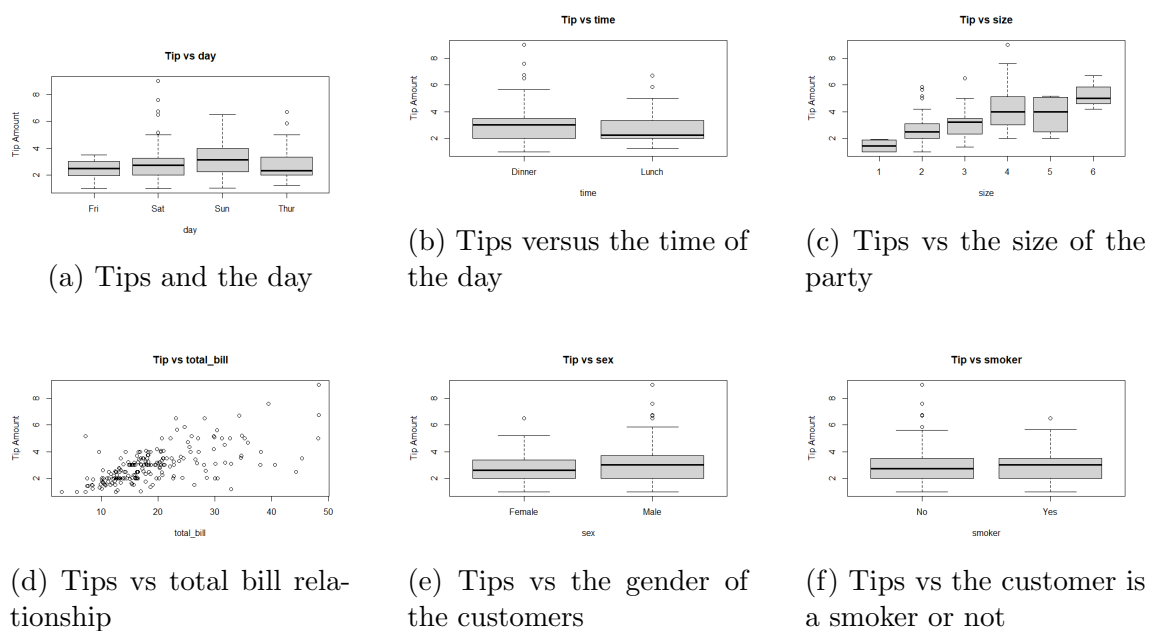 Tip vs day
Tip Amount
2 4 6 8
Fri Sat Sun Thur
day
(a) Tips and the day
Tip vs time
Tip Amount
2 4 6 8
Dinner Lunch
time
(b) Tips versus the time of
the day
Tip vs size
Tip Amount
2 4 6 8
1 2 3 4 5 6
size
(c) Tips vs the size of the
party
Tip vs total_bill
Tip Amount
2 4 6 8
10 20 30 40 50
total_bill
(d) Tips vs total bill rela-
tionship
Tip vs sex
Tip Amount
2 4 6 8
Female Male
sex
(e) Tips vs the gender of
the customers
Tip vs smoker
Tip Amount
2 4 6 8
No Yes
smoker
(f) Tips vs the customer is
a smoker or not